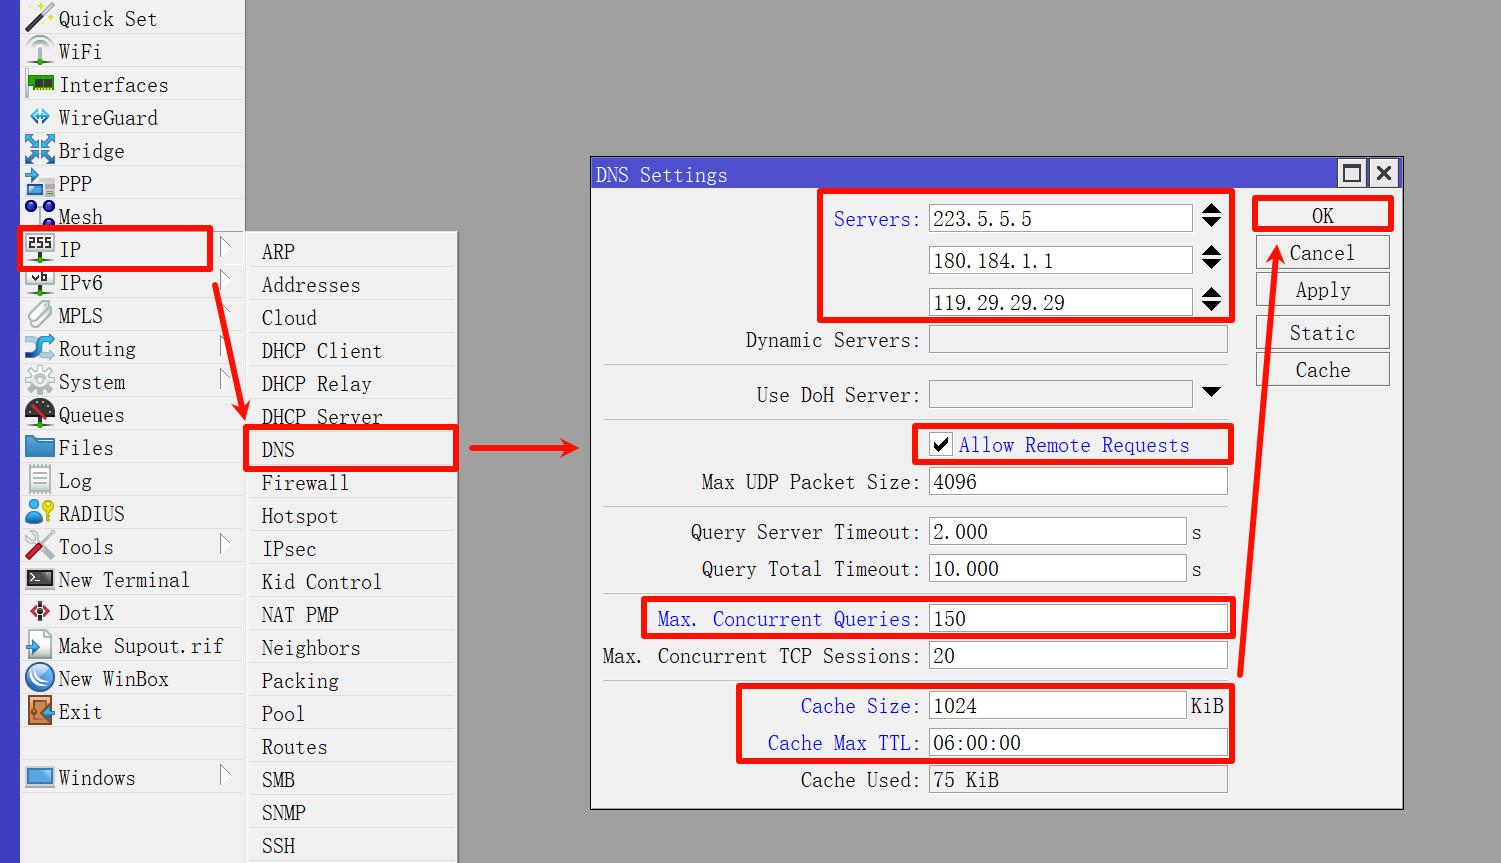 Quick Set
WiFi
Interfaces
WireGuard
Bridge
PPP
Mesh
255
IP
v6
IPv6
MPLS
Routing
System
Queues
Files
Log
RADIUS
Tools
New Terminal
Dot1X
Make Supout.rif
New WinBox
Exit
Windows
ARP
Addresses
Cloud
DHCP Client
DHCP Relay
DHCP Server
DNS
Firewall
Hotspot
IPsec
Kid Control
NAT PMP
Neighbors
Packing
Pool
Routes
SMB
SNMP
SSH
DNS Settings
Servers: 223.5.5.5
180.184.1.1
119.29.29.29
Dynamic Servers:
Use DoH Server:
Allow Remote Requests
Max UDP Packet Size: 4096
Query Server Timeout: 2.000 s
Query Total Timeout: 10.000 s
Max. Concurrent Queries: 150
Max. Concurrent TCP Sessions: 20
Cache Size: 1024 KiB
Cache Max TTL: 06:00:00
Cache Used: 75 KiB
OK
Cancel
Apply
Static
Cache